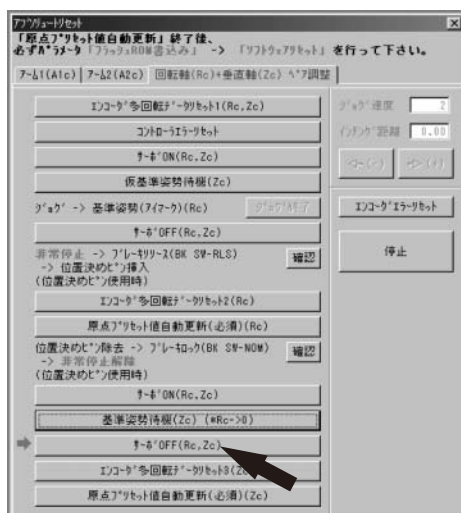 アブソリュートリセット
「原点プリセット値自動更新」終了後、
必ずパラメータ「フラッシュROM書込み」 -> 「ソフトウェアリセット」 を行って下さい。
アーム1(A1c) アーム2(A2c) 回転軸(Rc)+垂直軸(Zc) ペア調整
エンコーダ多回転データリセット1(Rc,Zc)
コントローラエラーリセット
サーボON(Rc,Zc)
仮基準姿勢待機(Zc)
ジョグ -> 基準姿勢(アイマーク)(Rc) ジョグ終了
サーボOFF(Rc,Zc)
非常停止 -> ブレーキリリース(BK SW-RLS)
-> 位置決めピン挿入
(位置決めピン使用時)
確認
エンコーダ多回転データリセット2(Rc)
原点プリセット値自動更新(必須)(Rc)
位置決めピン除去 -> ブレーキロック(BK SW-NOM)
-> 非常停止解除
(位置決めピン使用時)
確認
サーボON(Rc,Zc)
基準姿勢待機(Zc) (*Rc->0)
サーボOFF(Rc,Zc)
エンコーダ多回転データリセット3(Zc)
原点プリセット値自動更新(必須)(Zc)
ジョグ速度 2
インチング距離 0.00
<-(-) ->(+)
エンコーダエラーリセット
停止